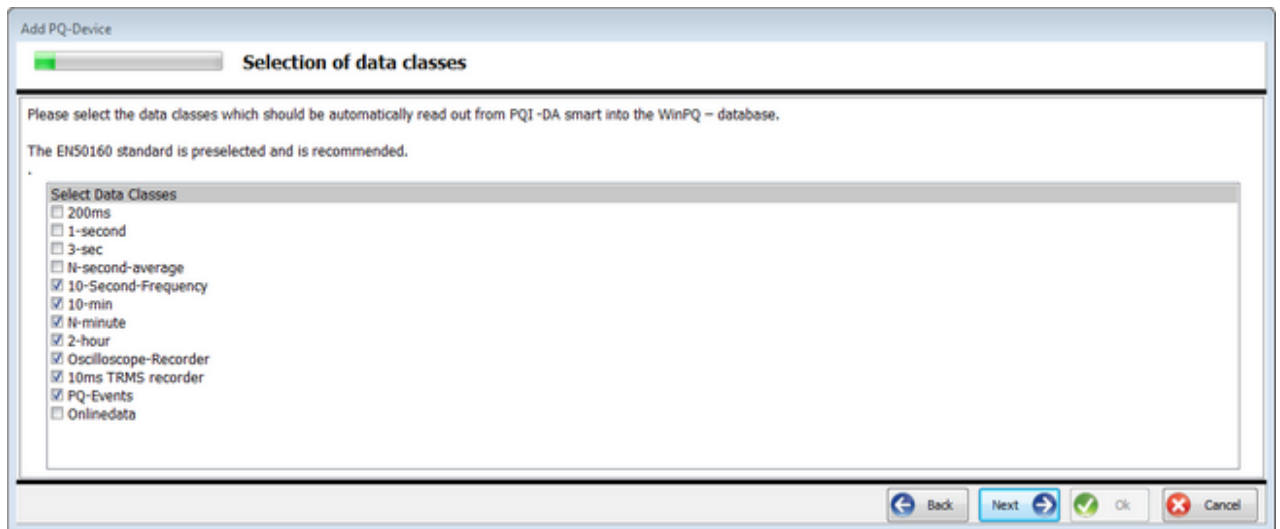 Add PQ-Device
Selection of data classes
Please select the data classes which should be automatically read out from PQI -DA smart into the WinPQ – database.
The EN50160 standard is preselected and is recommended.
.
Select Data Classes
200ms
1-second
3-sec
N-second-average
10-Second-Frequency
10-min
N-minute
2-hour
Oscilloscope-Recorder
10ms TRMS recorder
PQ-Events
Onlinedata
Back Next Ok Cancel